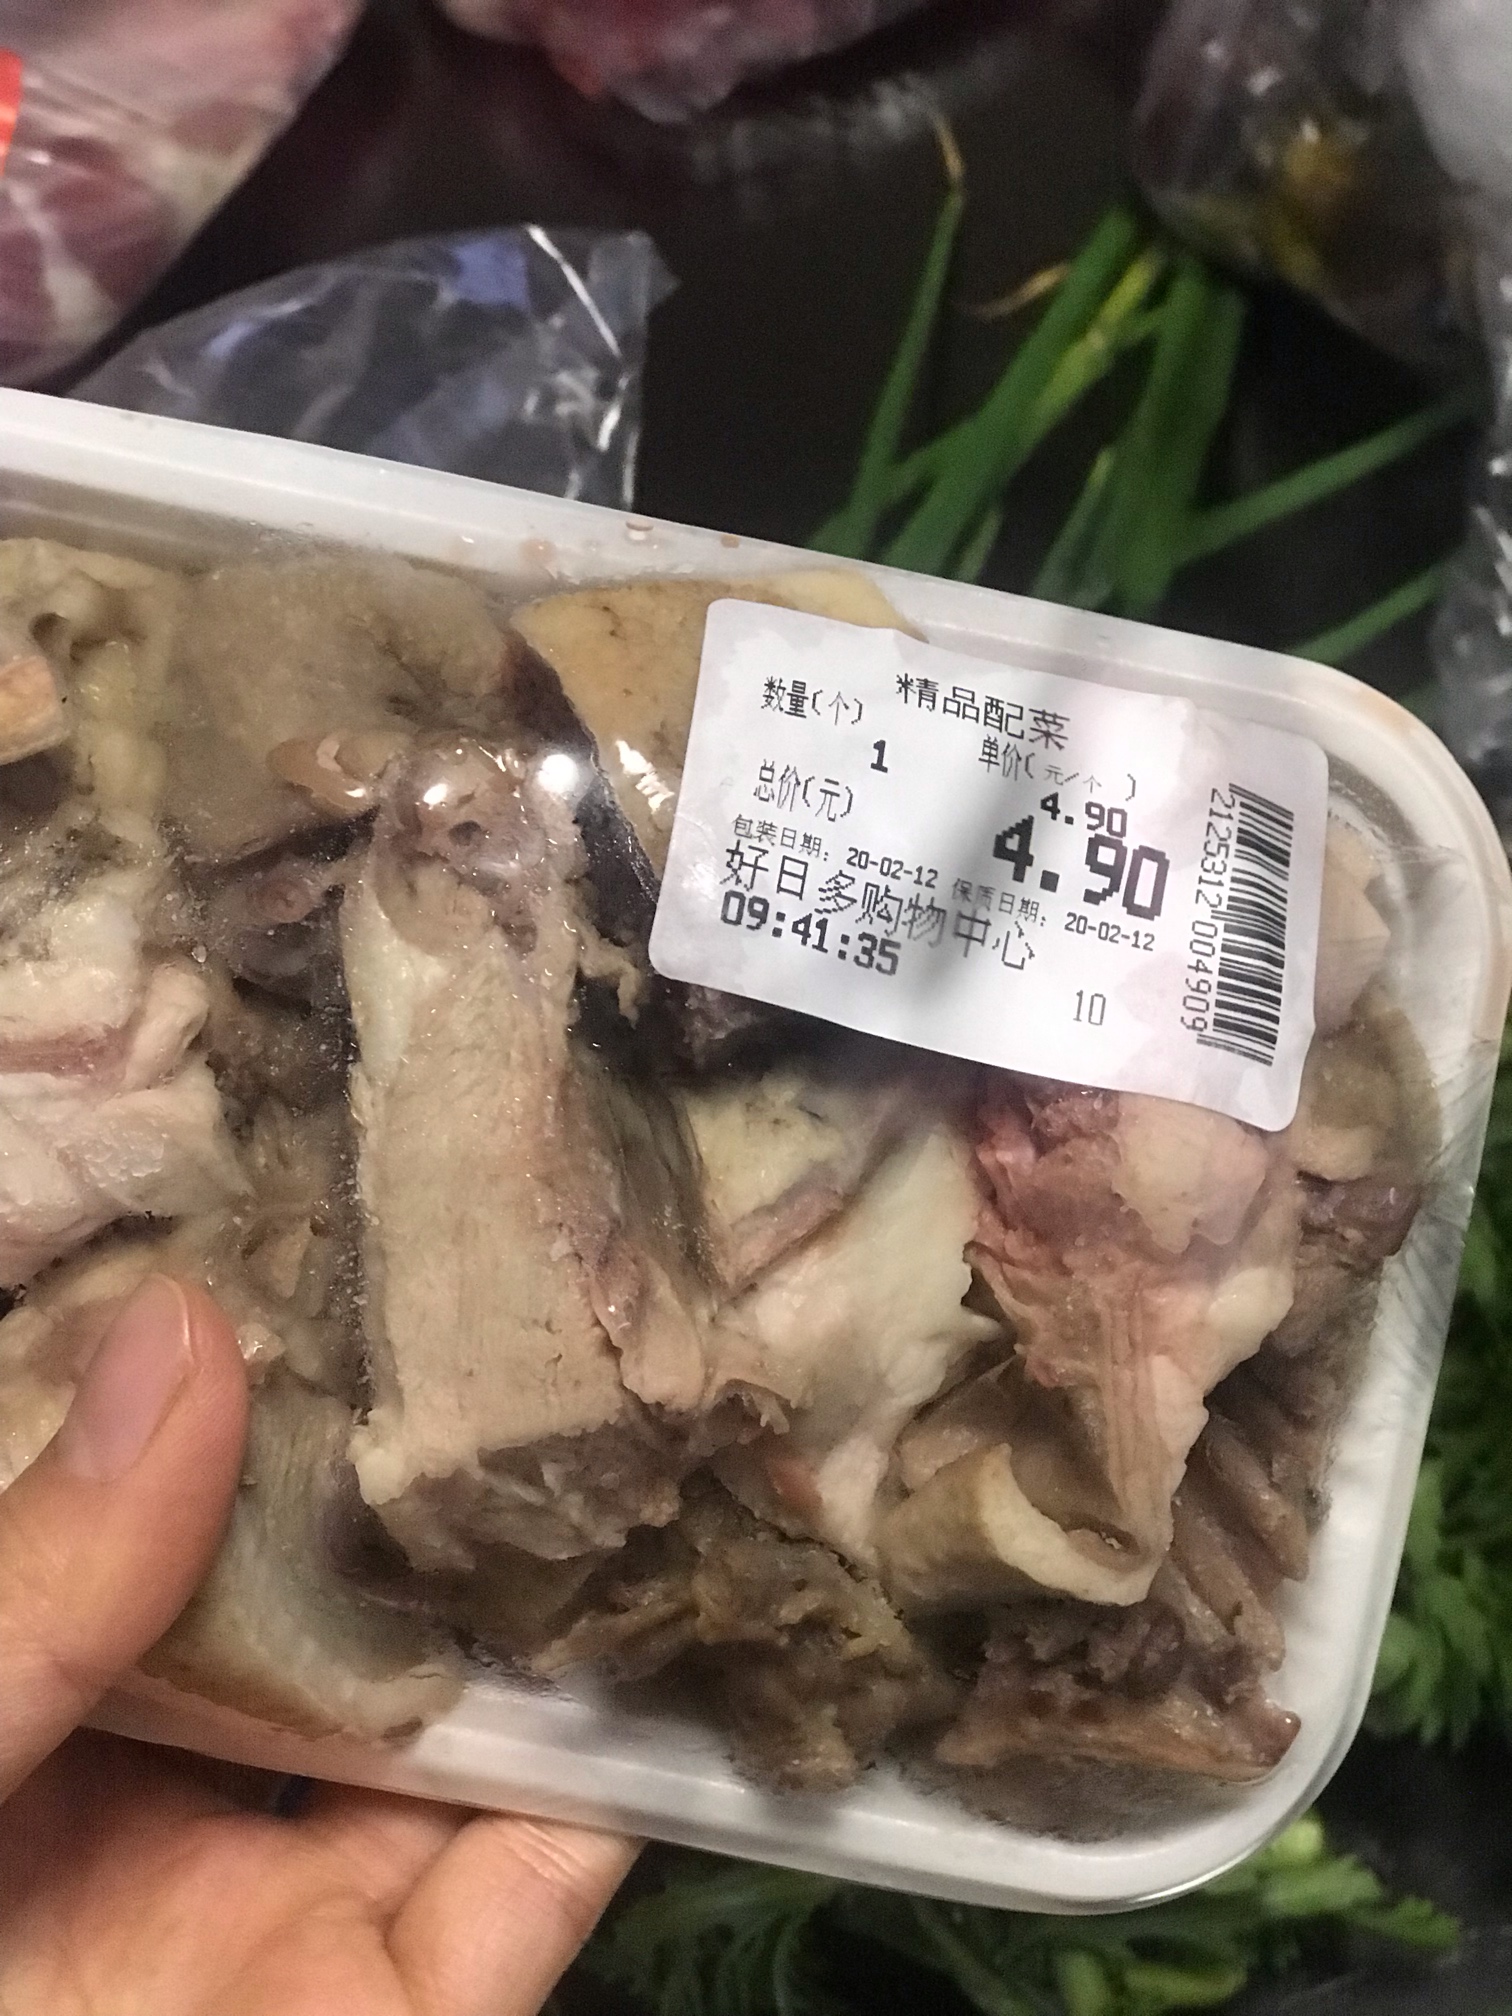 精品配菜
数量(个) 单价(元/个)
1 4.90
总价(元) 4.90
包装日期: 20-02-12 保质日期: 20-02-12
好日多购物中心
09:41:35
10
2125312004909